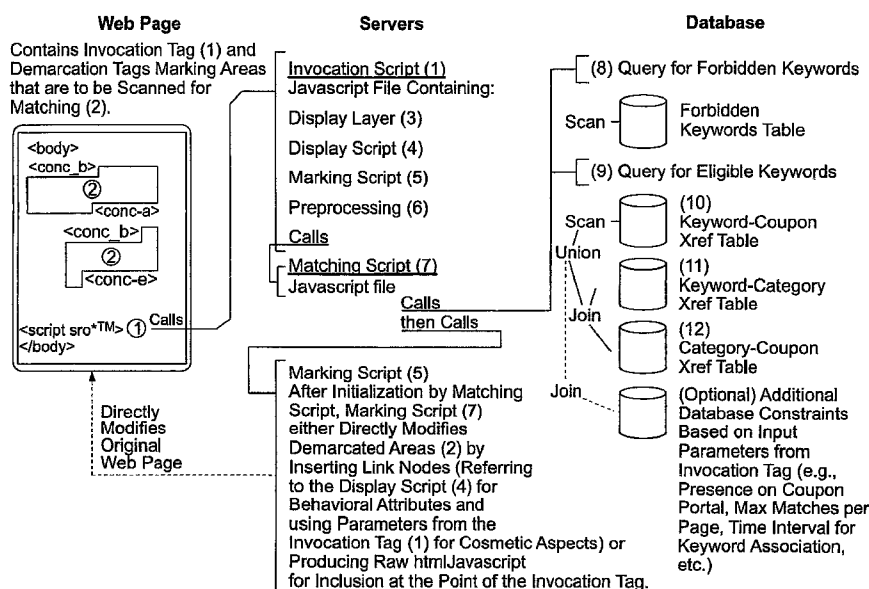 Web Page
Contains Invocation Tag (1) and
Demarcation Tags Marking Areas
that are to be Scanned for
Matching (2).
<body>
<conc_b>
2
<conc-a>
<conc_b>
2
<conc-e>
<script sro*™> 1 Calls
</body>
Directly
Modifies
Original
Web Page
Servers
Invocation Script (1)
Javascript File Containing:
Display Layer (3)
Display Script (4)
Marking Script (5)
Preprocessing (6)
Calls
Matching Script (7)
Javascript file
Calls
then Calls
Marking Script (5)
After Initialization by Matching
Script, Marking Script (7)
either Directly Modifies
Demarcated Areas (2) by
Inserting Link Nodes (Referring
to the Display Script (4) for
Behavioral Attributes and
using Parameters from the
Invocation Tag (1) for Cosmetic Aspects) or
Producing Raw htmlJavascript
for Inclusion at the Point of the Invocation Tag.
Database
(8) Query for Forbidden Keywords
Scan
Forbidden
Keywords Table
(9) Query for Eligible Keywords
Scan
(10)
Keyword-Coupon
Xref Table
Union
(11)
Keyword-Category
Xref Table
Join
(12)
Category-Coupon
Xref Table
Join
(Optional) Additional
Database Constraints
Based on Input
Parameters from
Invocation Tag (e.g.,
Presence on Coupon
Portal, Max Matches per
Page, Time Interval for
Keyword Association,
etc.)